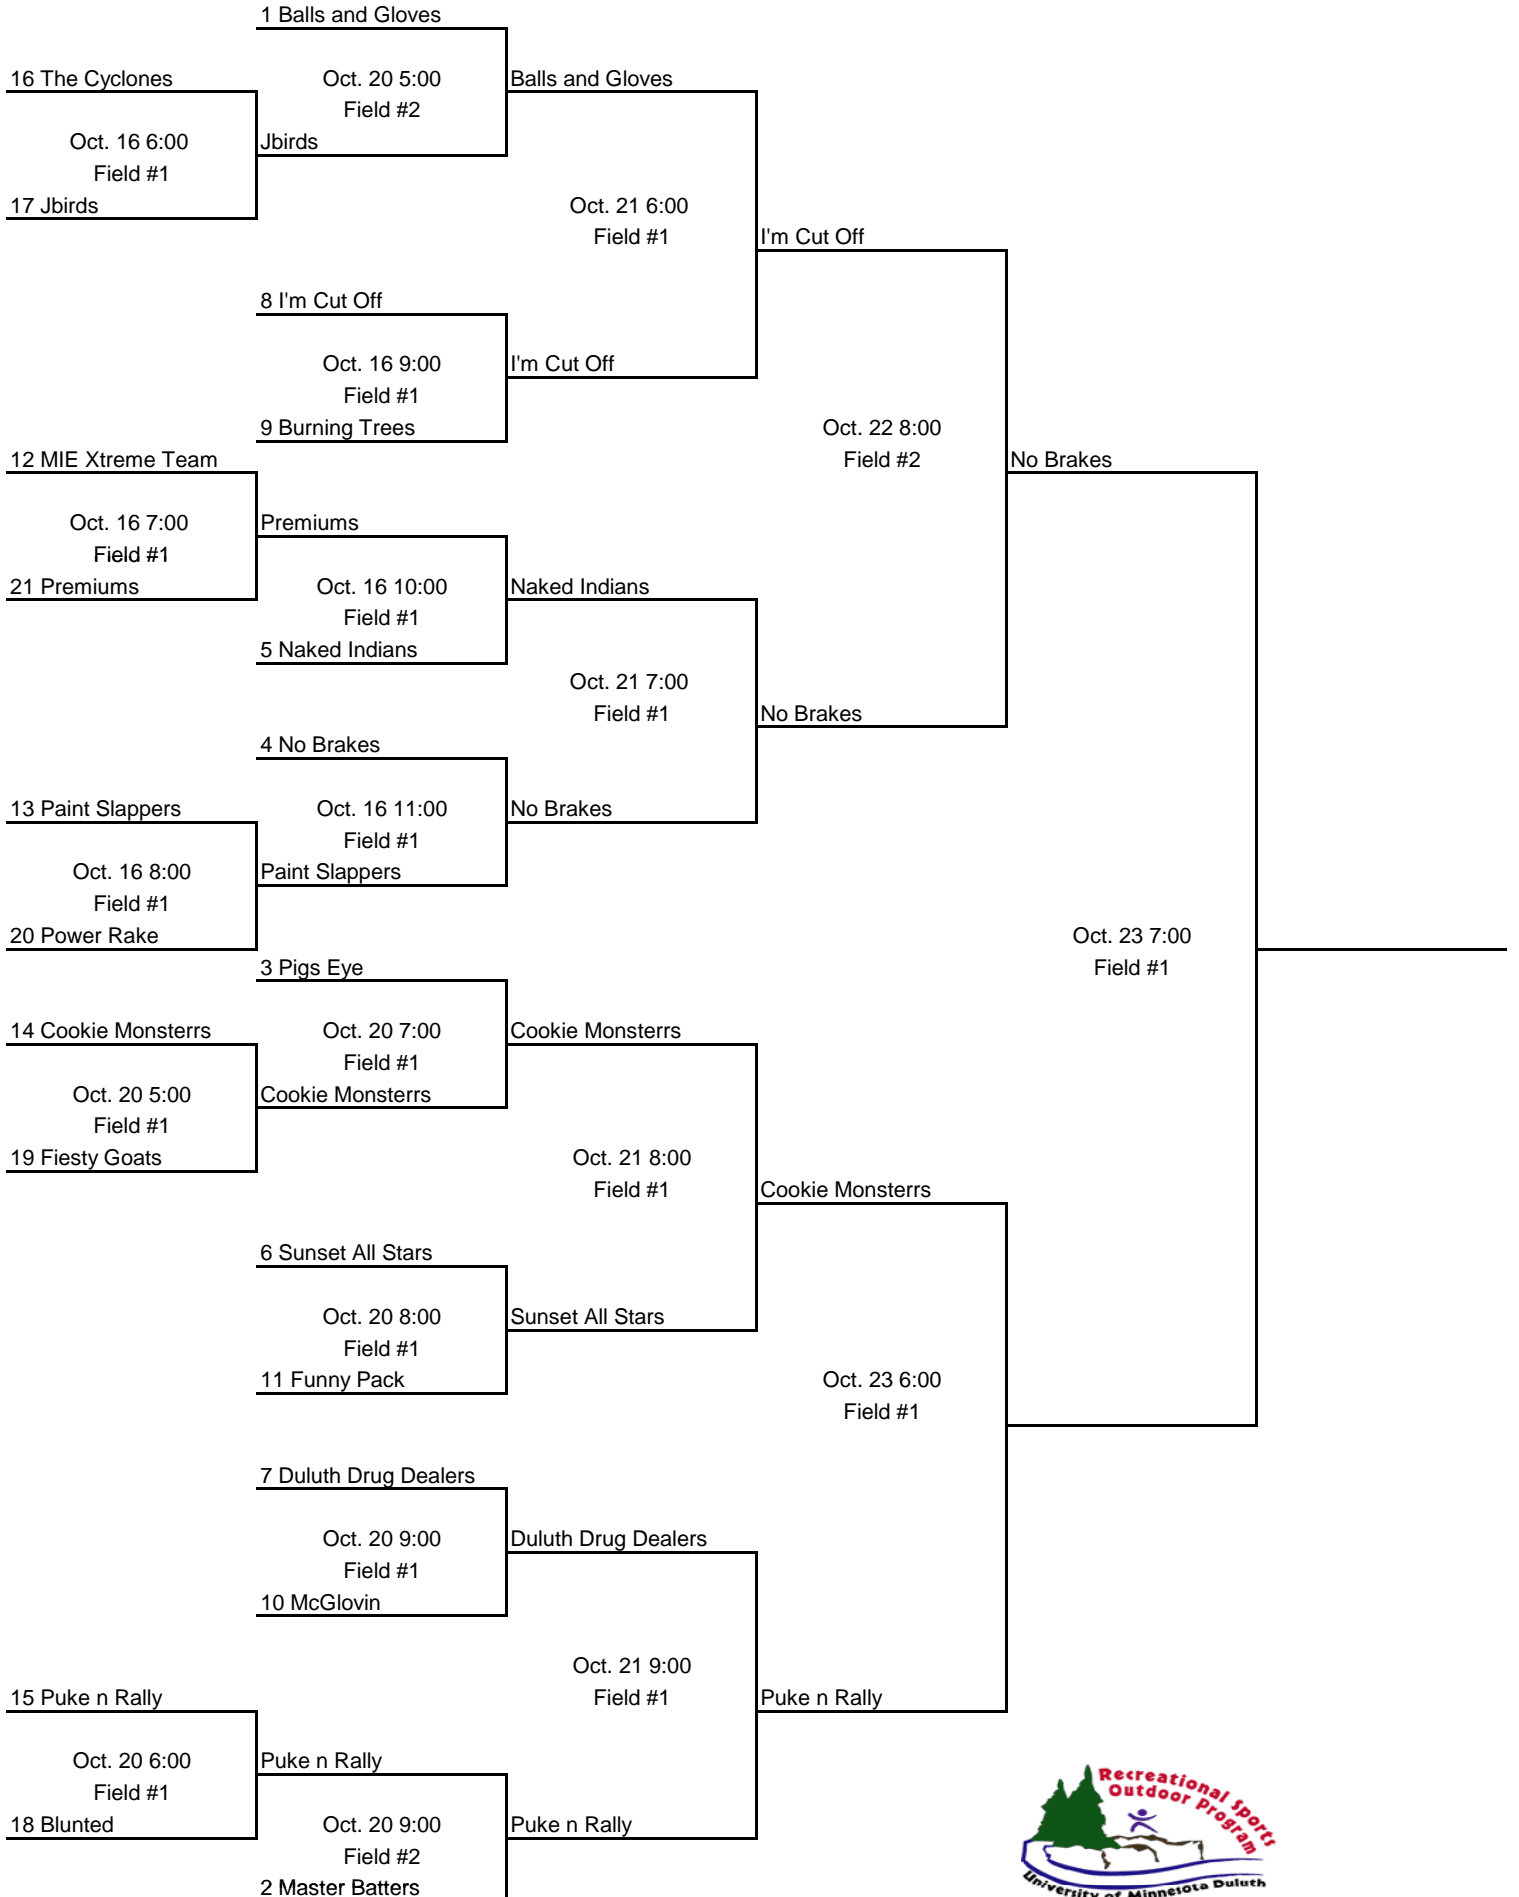 1 Balls and Gloves
16 The Cyclones
Oct. 20 5:00
Balls and Gloves
Field #2
Oct. 16 6:00
Jbirds
Field #1
17 Jbirds
Oct. 21 6:00
Field #1
I'm Cut Off
8 I'm Cut Off
Oct. 16 9:00
I'm Cut Off
Field #1
9 Burning Trees
Oct. 22 8:00
12 MIE Xtreme Team
Field #2
No Brakes
Oct. 16 7:00
Premiums
Field #1
21 Premiums
Oct. 16 10:00
Naked Indians
Field #1
5 Naked Indians
Oct. 21 7:00
Field #1
No Brakes
4 No Brakes
13 Paint Slappers
Oct. 16 11:00
No Brakes
Field #1
Oct. 16 8:00
Paint Slappers
Field #1
20 Power Rake
Oct. 23 7:00
3 Pigs Eye
Field #1
14 Cookie Monsterrs
Oct. 20 7:00
Cookie Monsterrs
Field #1
Oct. 20 5:00
Cookie Monsterrs
Field #1
19 Fiesty Goats
Oct. 21 8:00
Field #1
Cookie Monsterrs
6 Sunset All Stars
Oct. 20 8:00
Sunset All Stars
Field #1
11 Funny Pack
Oct. 23 6:00
Field #1
7 Duluth Drug Dealers
Oct. 20 9:00
Duluth Drug Dealers
Field #1
10 McGlovin
Oct. 21 9:00
15 Puke n Rally
Field #1
Puke n Rally
Oct. 20 6:00
Puke n Rally
Field #1
18 Blunted
Oct. 20 9:00
Puke n Rally
Field #2
2 Master Batters
Recreational Sports
Outdoor Program
University of Minnesota Duluth